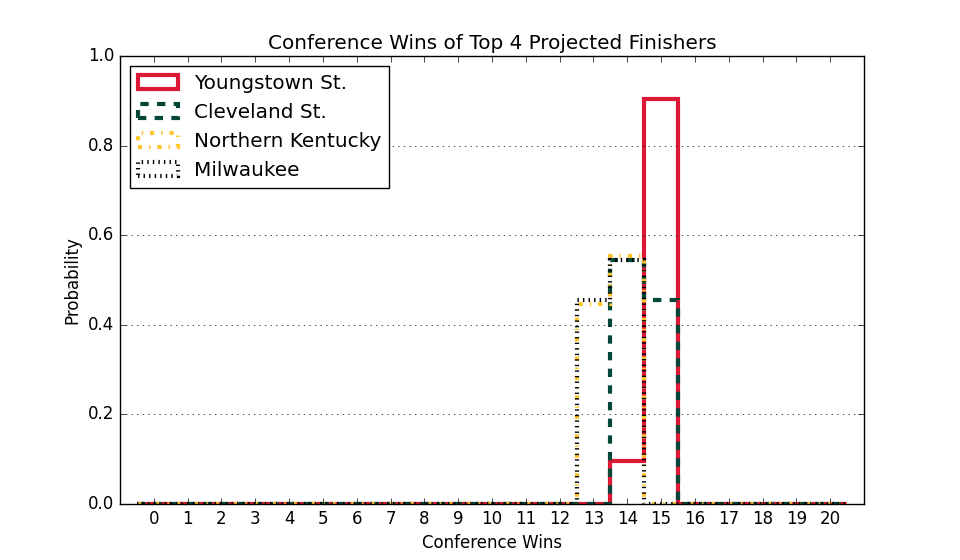 Conference Wins of Top 4 Projected Finishers
1.0
0.8
0.6
0.4
0.2
0.0
Probability
Youngstown St.
Cleveland St.
Northern Kentucky
Milwaukee
0 1 2 3 4 5 6 7 8 9 10 11 12 13 14 15 16 17 18 19 20
Conference Wins